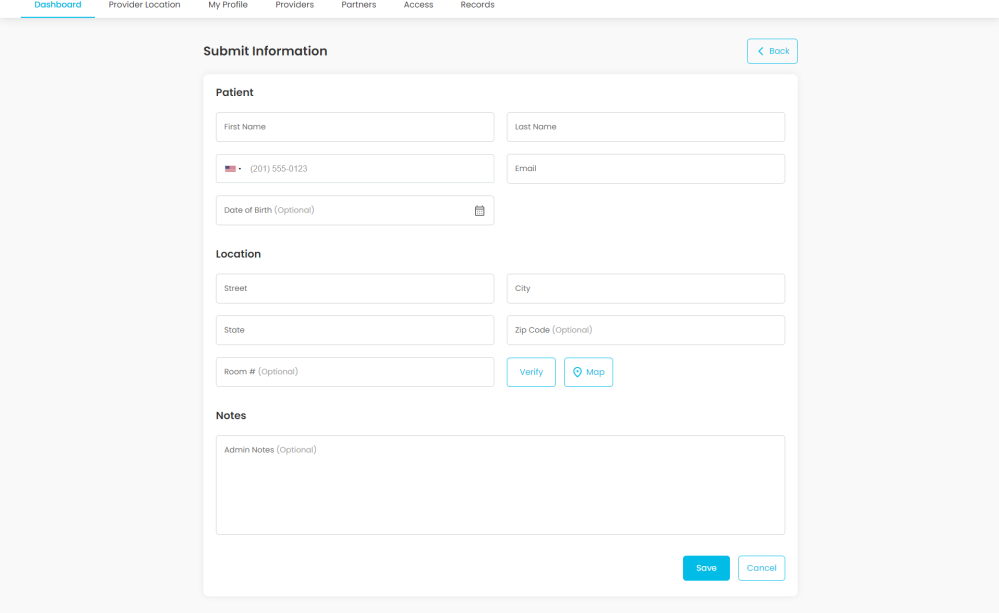 Dashboard Provider Location My Profile Providers Partners Access Records
Submit Information
Back
Patient
First Name
Last Name
(201) 555-0123
Email
Date of Birth (Optional)
Location
Street
City
State
Zip Code (Optional)
Room # (Optional)
Verify
Map
Notes
Admin Notes (Optional)
Save
Cancel